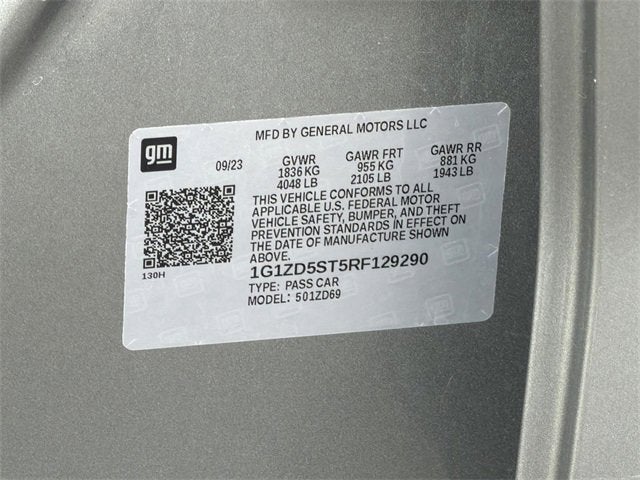 MFD BY GENERAL MOTORS LLC
gm
09/23 GVWR GAWR FRT GAWR RR
1836 KG 955 KG 881 KG
4048 LB 2105 LB 1943 LB
THIS VEHICLE CONFORMS TO ALL
APPLICABLE U.S. FEDERAL MOTOR
VEHICLE SAFETY, BUMPER, AND THEFT
PREVENTION STANDARDS IN EFFECT ON
THE DATE OF MANUFACTURE SHOWN
ABOVE.
130H
1G1ZD5ST5RF129290
TYPE: PASS CAR
MODEL: 501ZD69